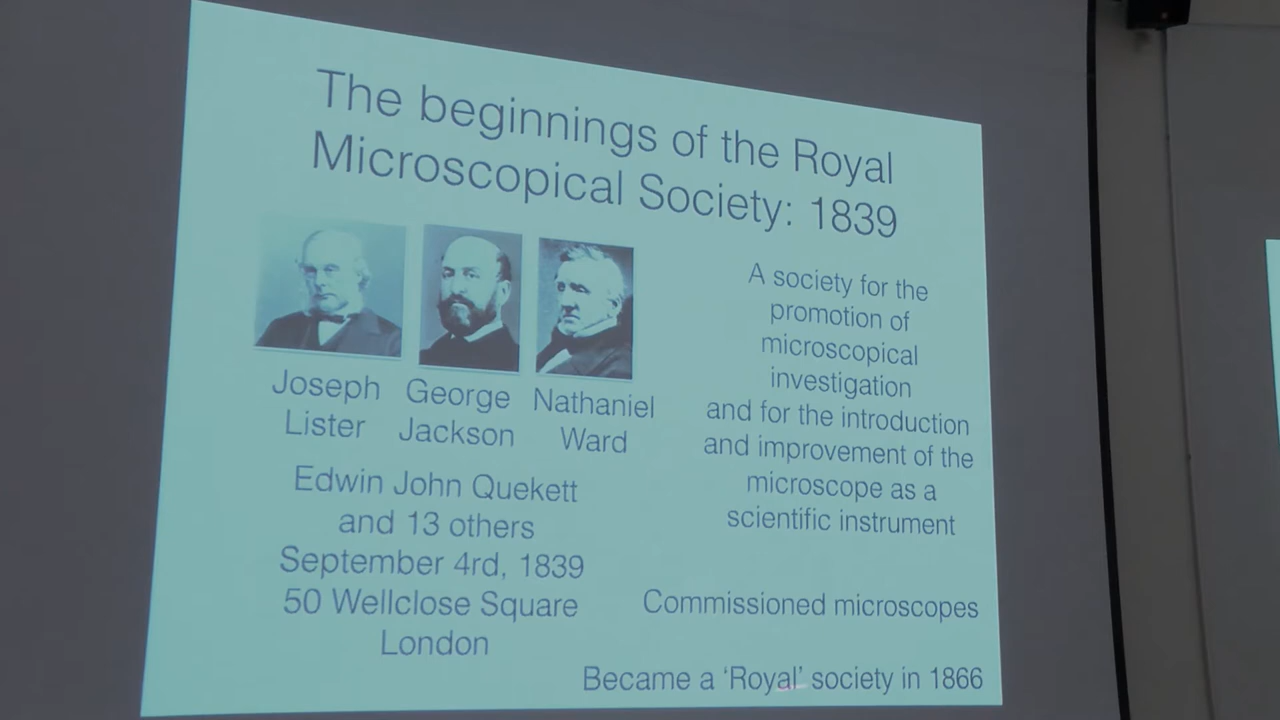 The beginnings of the Royal
Microscopical Society: 1839
Joseph
Lister
George
Jackson
Nathaniel
Ward
Edwin John Quekett
and 13 others
September 4rd, 1839
50 Wellclose Square
London
A society for the
promotion of
microscopical
investigation
and for the introduction
and improvement of the
microscope as a
scientific instrument
Commissioned microscopes
Became a ‘Royal’ society in 1866